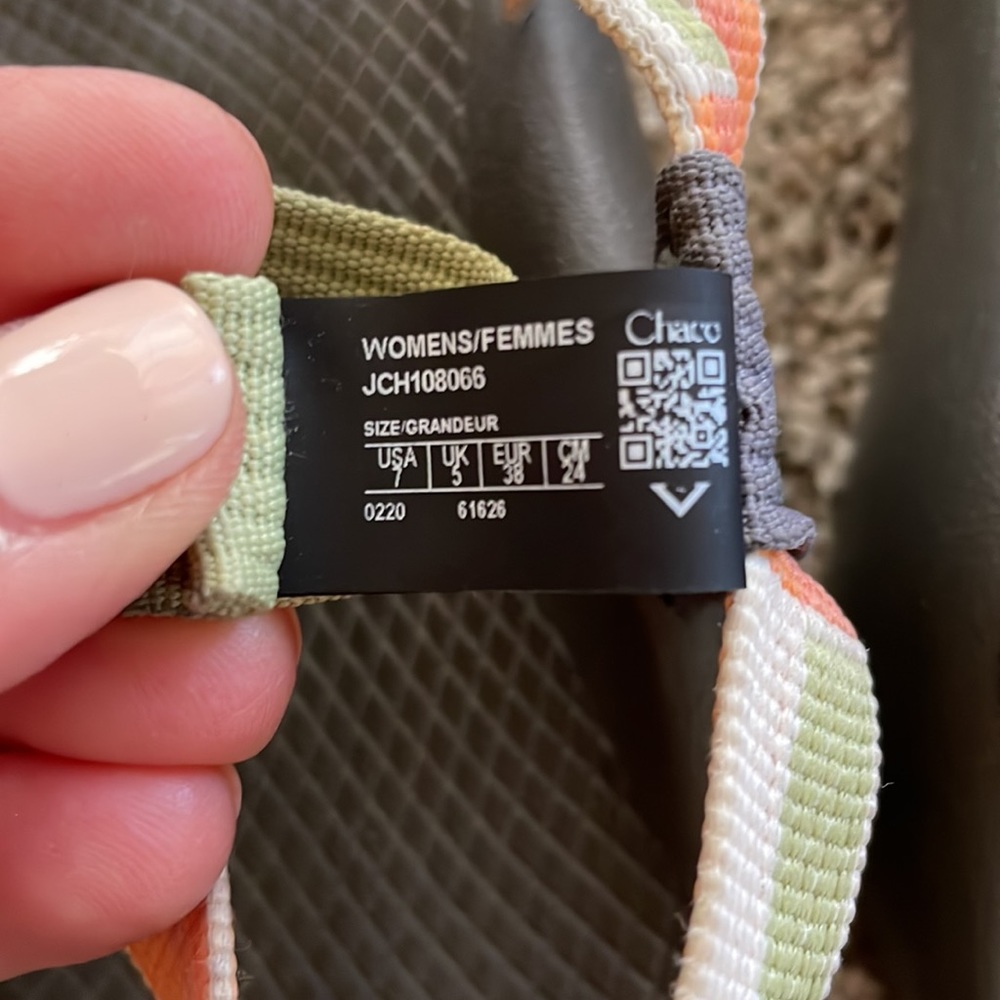 WOMENS/FEMMES
JCH108066
SIZE/GRANDEUR
USA UK EUR CM
7 5 38 24
0220 61626
Chaco